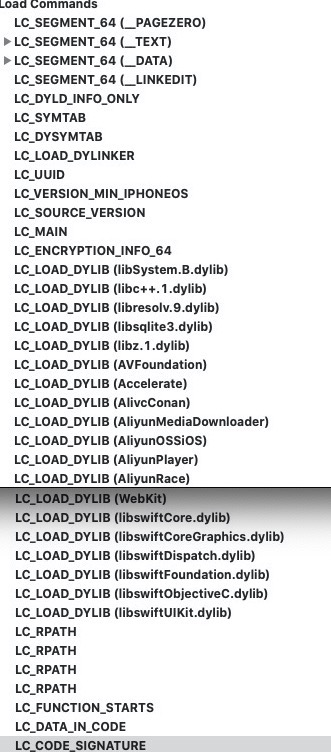 Load Commands
LC_SEGMENT_64 (__PAGEZERO)
LC_SEGMENT_64 (__TEXT)
LC_SEGMENT_64 (__DATA)
LC_SEGMENT_64 (__LINKEDIT)
LC_DYLD_INFO_ONLY
LC_SYMTAB
LC_DYSYMTAB
LC_LOAD_DYLINKER
LC_UUID
LC_VERSION_MIN_IPHONEOS
LC_SOURCE_VERSION
LC_MAIN
LC_ENCRYPTION_INFO_64
LC_LOAD_DYLIB (libSystem.B.dylib)
LC_LOAD_DYLIB (libc++.1.dylib)
LC_LOAD_DYLIB (libresolv.9.dylib)
LC_LOAD_DYLIB (libsqlite3.dylib)
LC_LOAD_DYLIB (libz.1.dylib)
LC_LOAD_DYLIB (AVFoundation)
LC_LOAD_DYLIB (Accelerate)
LC_LOAD_DYLIB (AlivcConan)
LC_LOAD_DYLIB (AliyunMediaDownloader)
LC_LOAD_DYLIB (AliyunOSSiOS)
LC_LOAD_DYLIB (AliyunPlayer)
LC_LOAD_DYLIB (AliyunRace)
LC_LOAD_DYLIB (WebKit)
LC_LOAD_DYLIB (libswiftCore.dylib)
LC_LOAD_DYLIB (libswiftCoreGraphics.dylib)
LC_LOAD_DYLIB (libswiftDispatch.dylib)
LC_LOAD_DYLIB (libswiftFoundation.dylib)
LC_LOAD_DYLIB (libswiftObjectiveC.dylib)
LC_LOAD_DYLIB (libswiftUIKit.dylib)
LC_RPATH
LC_RPATH
LC_RPATH
LC_RPATH
LC_FUNCTION_STARTS
LC_DATA_IN_CODE
LC_CODE_SIGNATURE